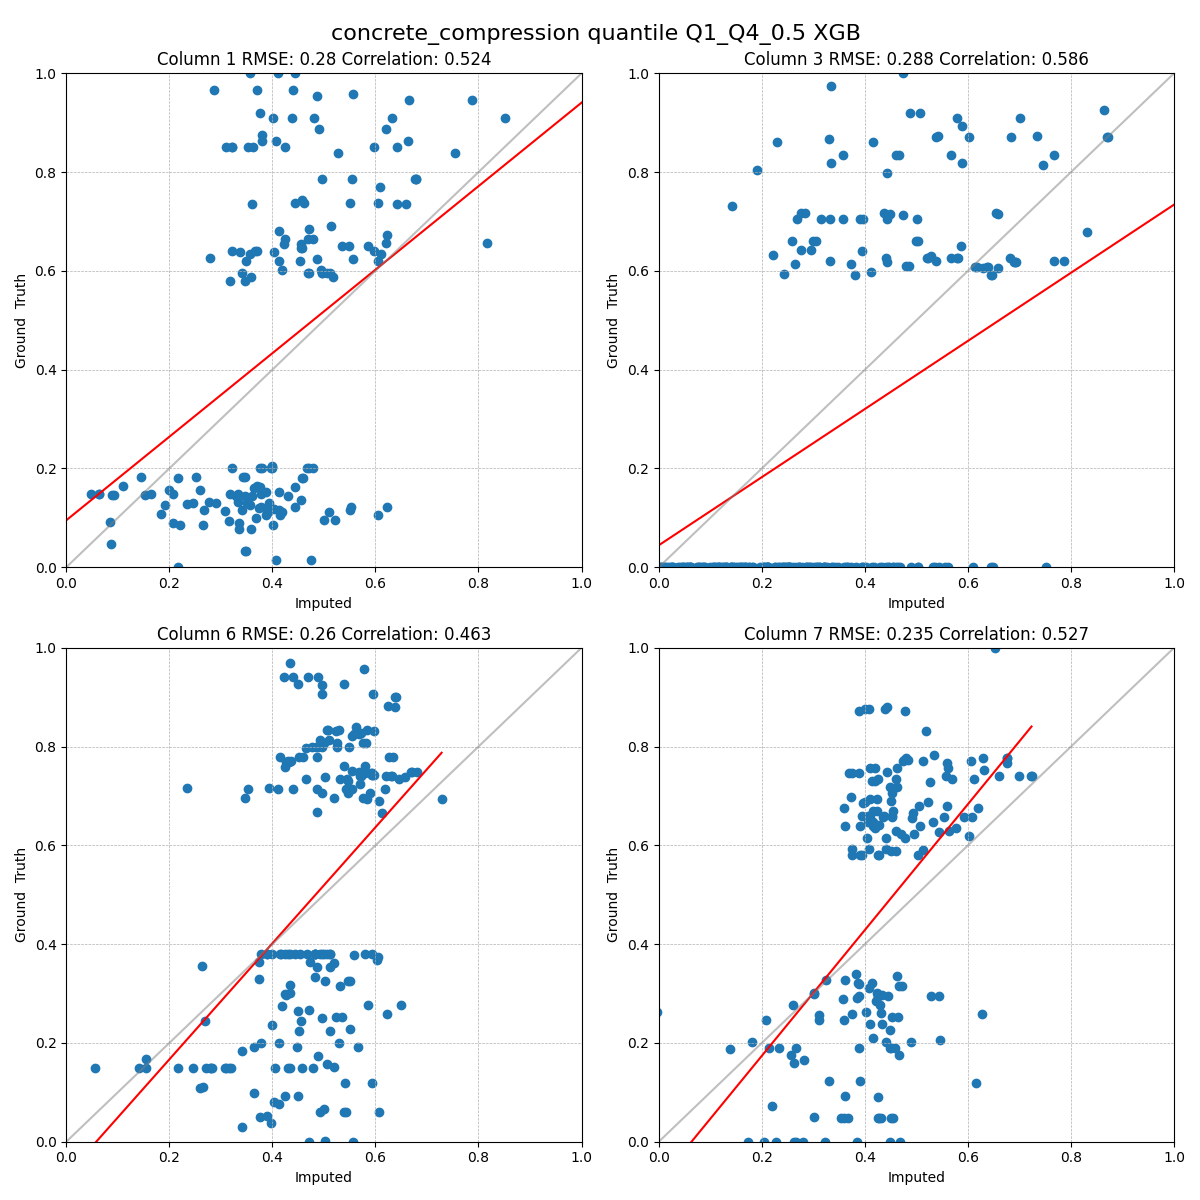 concrete_compression quantile Q1_Q4_0.5 XGB
Column 1 RMSE: 0.28 Correlation: 0.524
1.0
0.8
0.6
0.4
0.2
0.0
Ground Truth
0.0 0.2 0.4 0.6 0.8 1.0
Imputed
Column 3 RMSE: 0.288 Correlation: 0.586
1.0
0.8
0.6
0.4
0.2
0.0
Ground Truth
0.0 0.2 0.4 0.6 0.8 1.0
Imputed
Column 6 RMSE: 0.26 Correlation: 0.463
1.0
0.8
0.6
0.4
0.2
0.0
Ground Truth
0.0 0.2 0.4 0.6 0.8 1.0
Imputed
Column 7 RMSE: 0.235 Correlation: 0.527
1.0
0.8
0.6
0.4
0.2
0.0
Ground Truth
0.0 0.2 0.4 0.6 0.8 1.0
Imputed